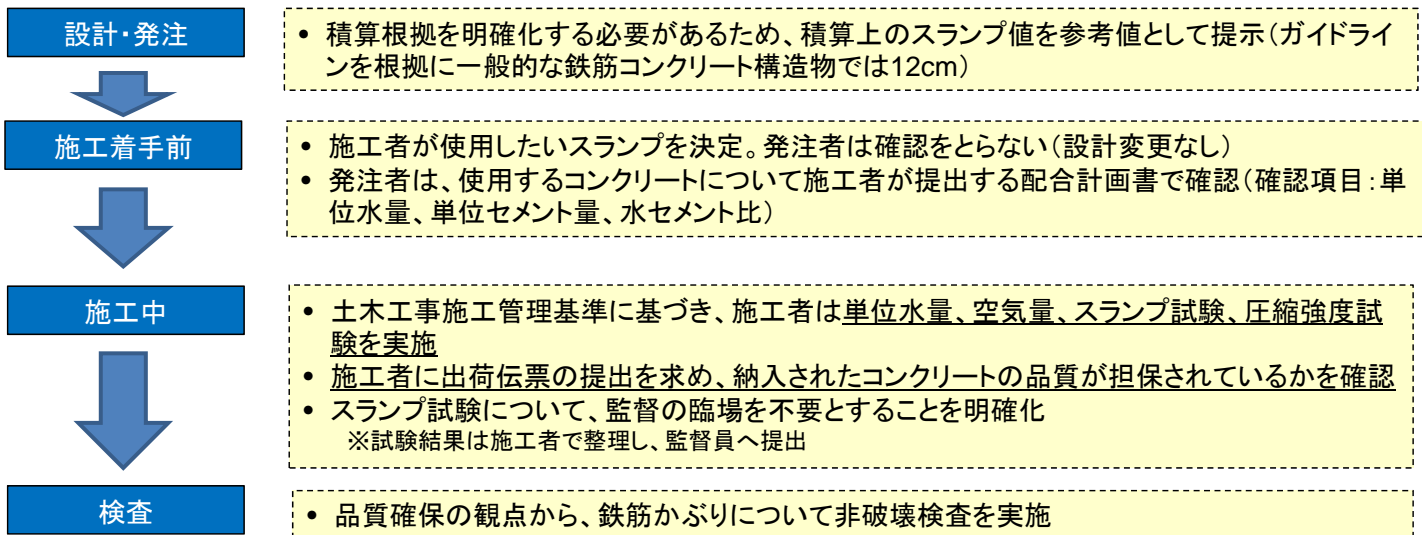 設計・発注
• 積算根拠を明確化する必要があるため、積算上のスランプ値を参考値として提示（ガイドライ
ンを根拠に一般的な鉄筋コンクリート構造物では12cm）
施工着手前
• 施工者が使用したいスランプを決定。発注者は確認をとらない（設計変更なし）
• 発注者は、使用するコンクリートについて施工者が提出する配合計画書で確認（確認項目：単
位水量、単位セメント量、水セメント比）
施工中
• 土木工事施工管理基準に基づき、施工者は単位水量、空気量、スランプ試験、圧縮強度試
験を実施
• 施工者に出荷伝票の提出を求め、納入されたコンクリートの品質が担保されているかを確認
• スランプ試験について、監督の臨場を不要とすることを明確化
※試験結果は施工者で整理し、監督員へ提出
検査
• 品質確保の観点から、鉄筋かぶりについて非破壊検査を実施